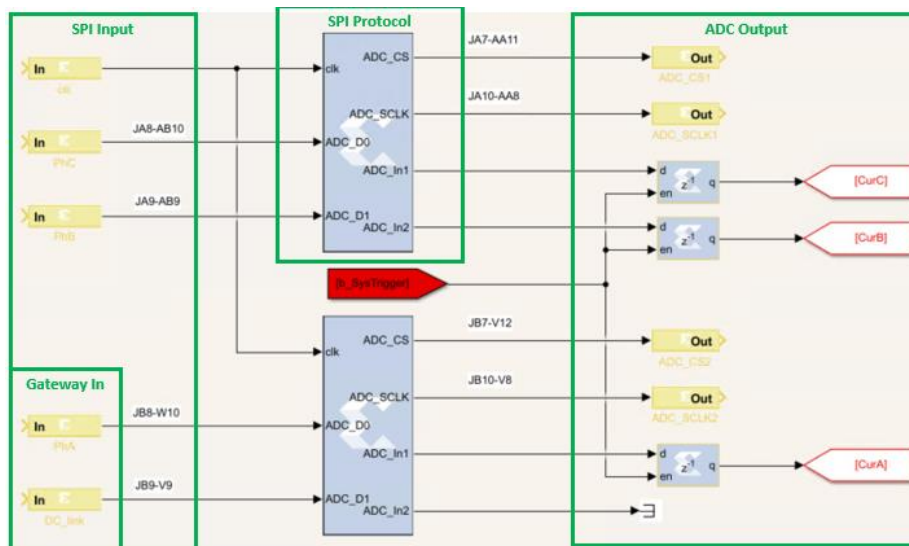 SPI Input
SPI Protocol
ADC Output
In
clk
JA8-AB10
In
PhC
JA9-AB9
In
PhB
clk
ADC_D0
ADC_D1
ADC_CS
ADC_SCLK
ADC_In1
ADC_In2
JA7-AA11
JA10-AA8
Out
ADC_CS1
Out
ADC_SCLK1
d
en
z-1
q
[CurC]
d
en
z-1
q
[CurB]
[b_SysTrigger]
Gateway In
JB8-W10
In
PhA
JB9-V9
In
DC_link
clk
ADC_D0
ADC_D1
ADC_CS
ADC_SCLK
ADC_In1
ADC_In2
JB7-V12
JB10-V8
Out
ADC_CS2
Out
ADC_SCLK2
d
en
z-1
q
[CurA]